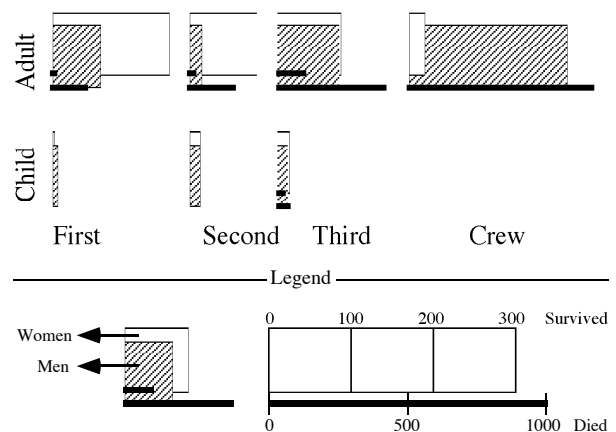 Adult
Child
First Second Third Crew
Legend
Women
Men
0 100 200 300 Survived
0 500 1000 Died